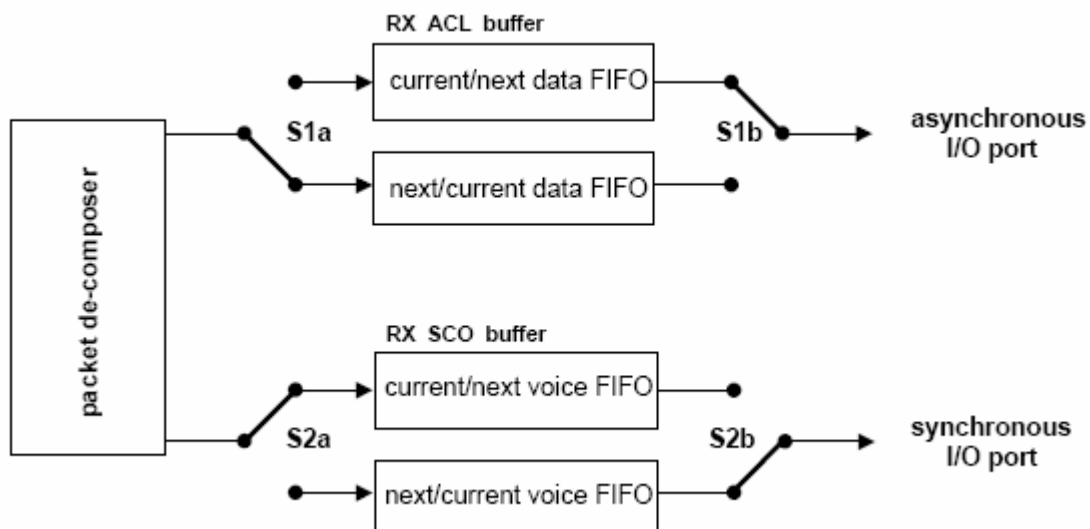 RX ACL buffer
current/next data FIFO
S1a
S1b
asynchronous
I/O port
next/current data FIFO
packet de-composer
RX SCO buffer
current/next voice FIFO
S2a
S2b
synchronous
I/O port
next/current voice FIFO